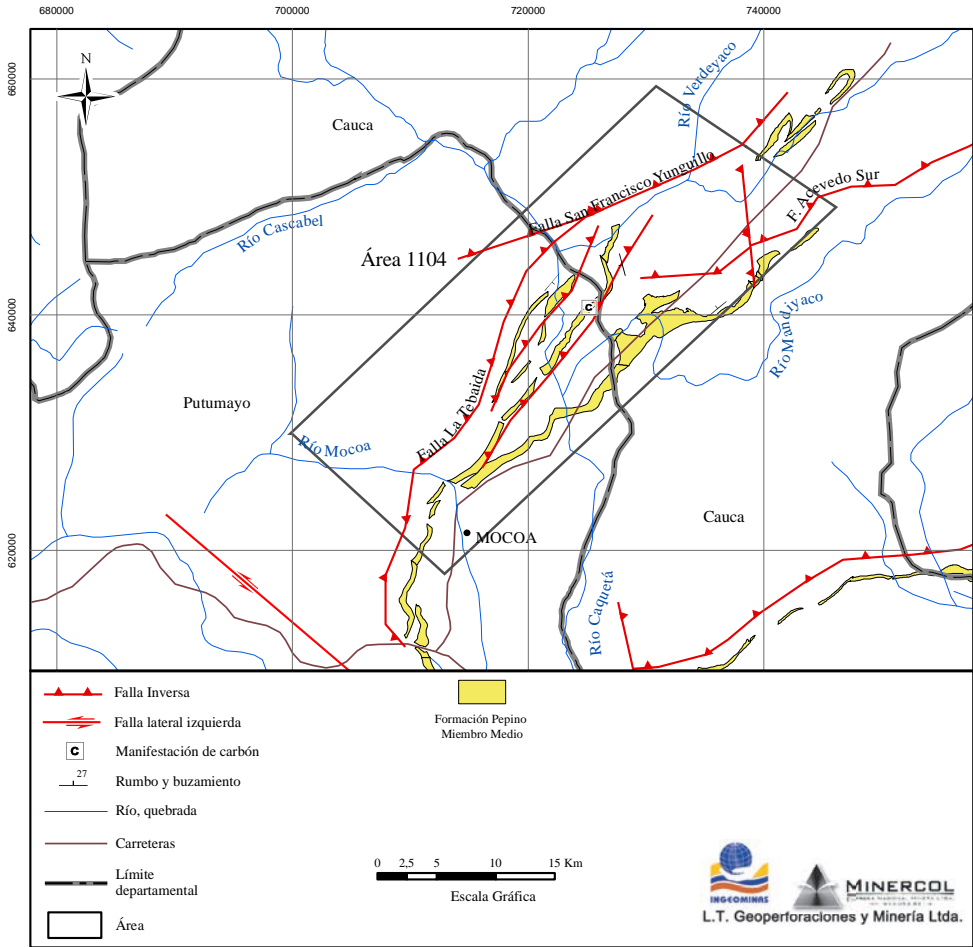 680000
700000
720000
740000
660000
640000
620000
N
Cauca
Río Verdeyaco
Río Cascabel
Falla San Francisco Yunguillo
F. Acevedo Sur
Área 1104
C
Río Mandiyaco
Putumayo
Falla La Tebaida
Río Mocoa
MOCOA
Cauca
Río Caquetá
Falla Inversa
Falla lateral izquierda
C
Manifestación de carbón
27
Rumbo y buzamiento
Río, quebrada
Carreteras
Límite
departamental
Área
Formación Pepino
Miembro Medio
0 2,5 5 10 15 Km
Escala Gráfica
INGEOMINAS
MINERCOL
L.T. Geoperforaciones y Minería Ltda.